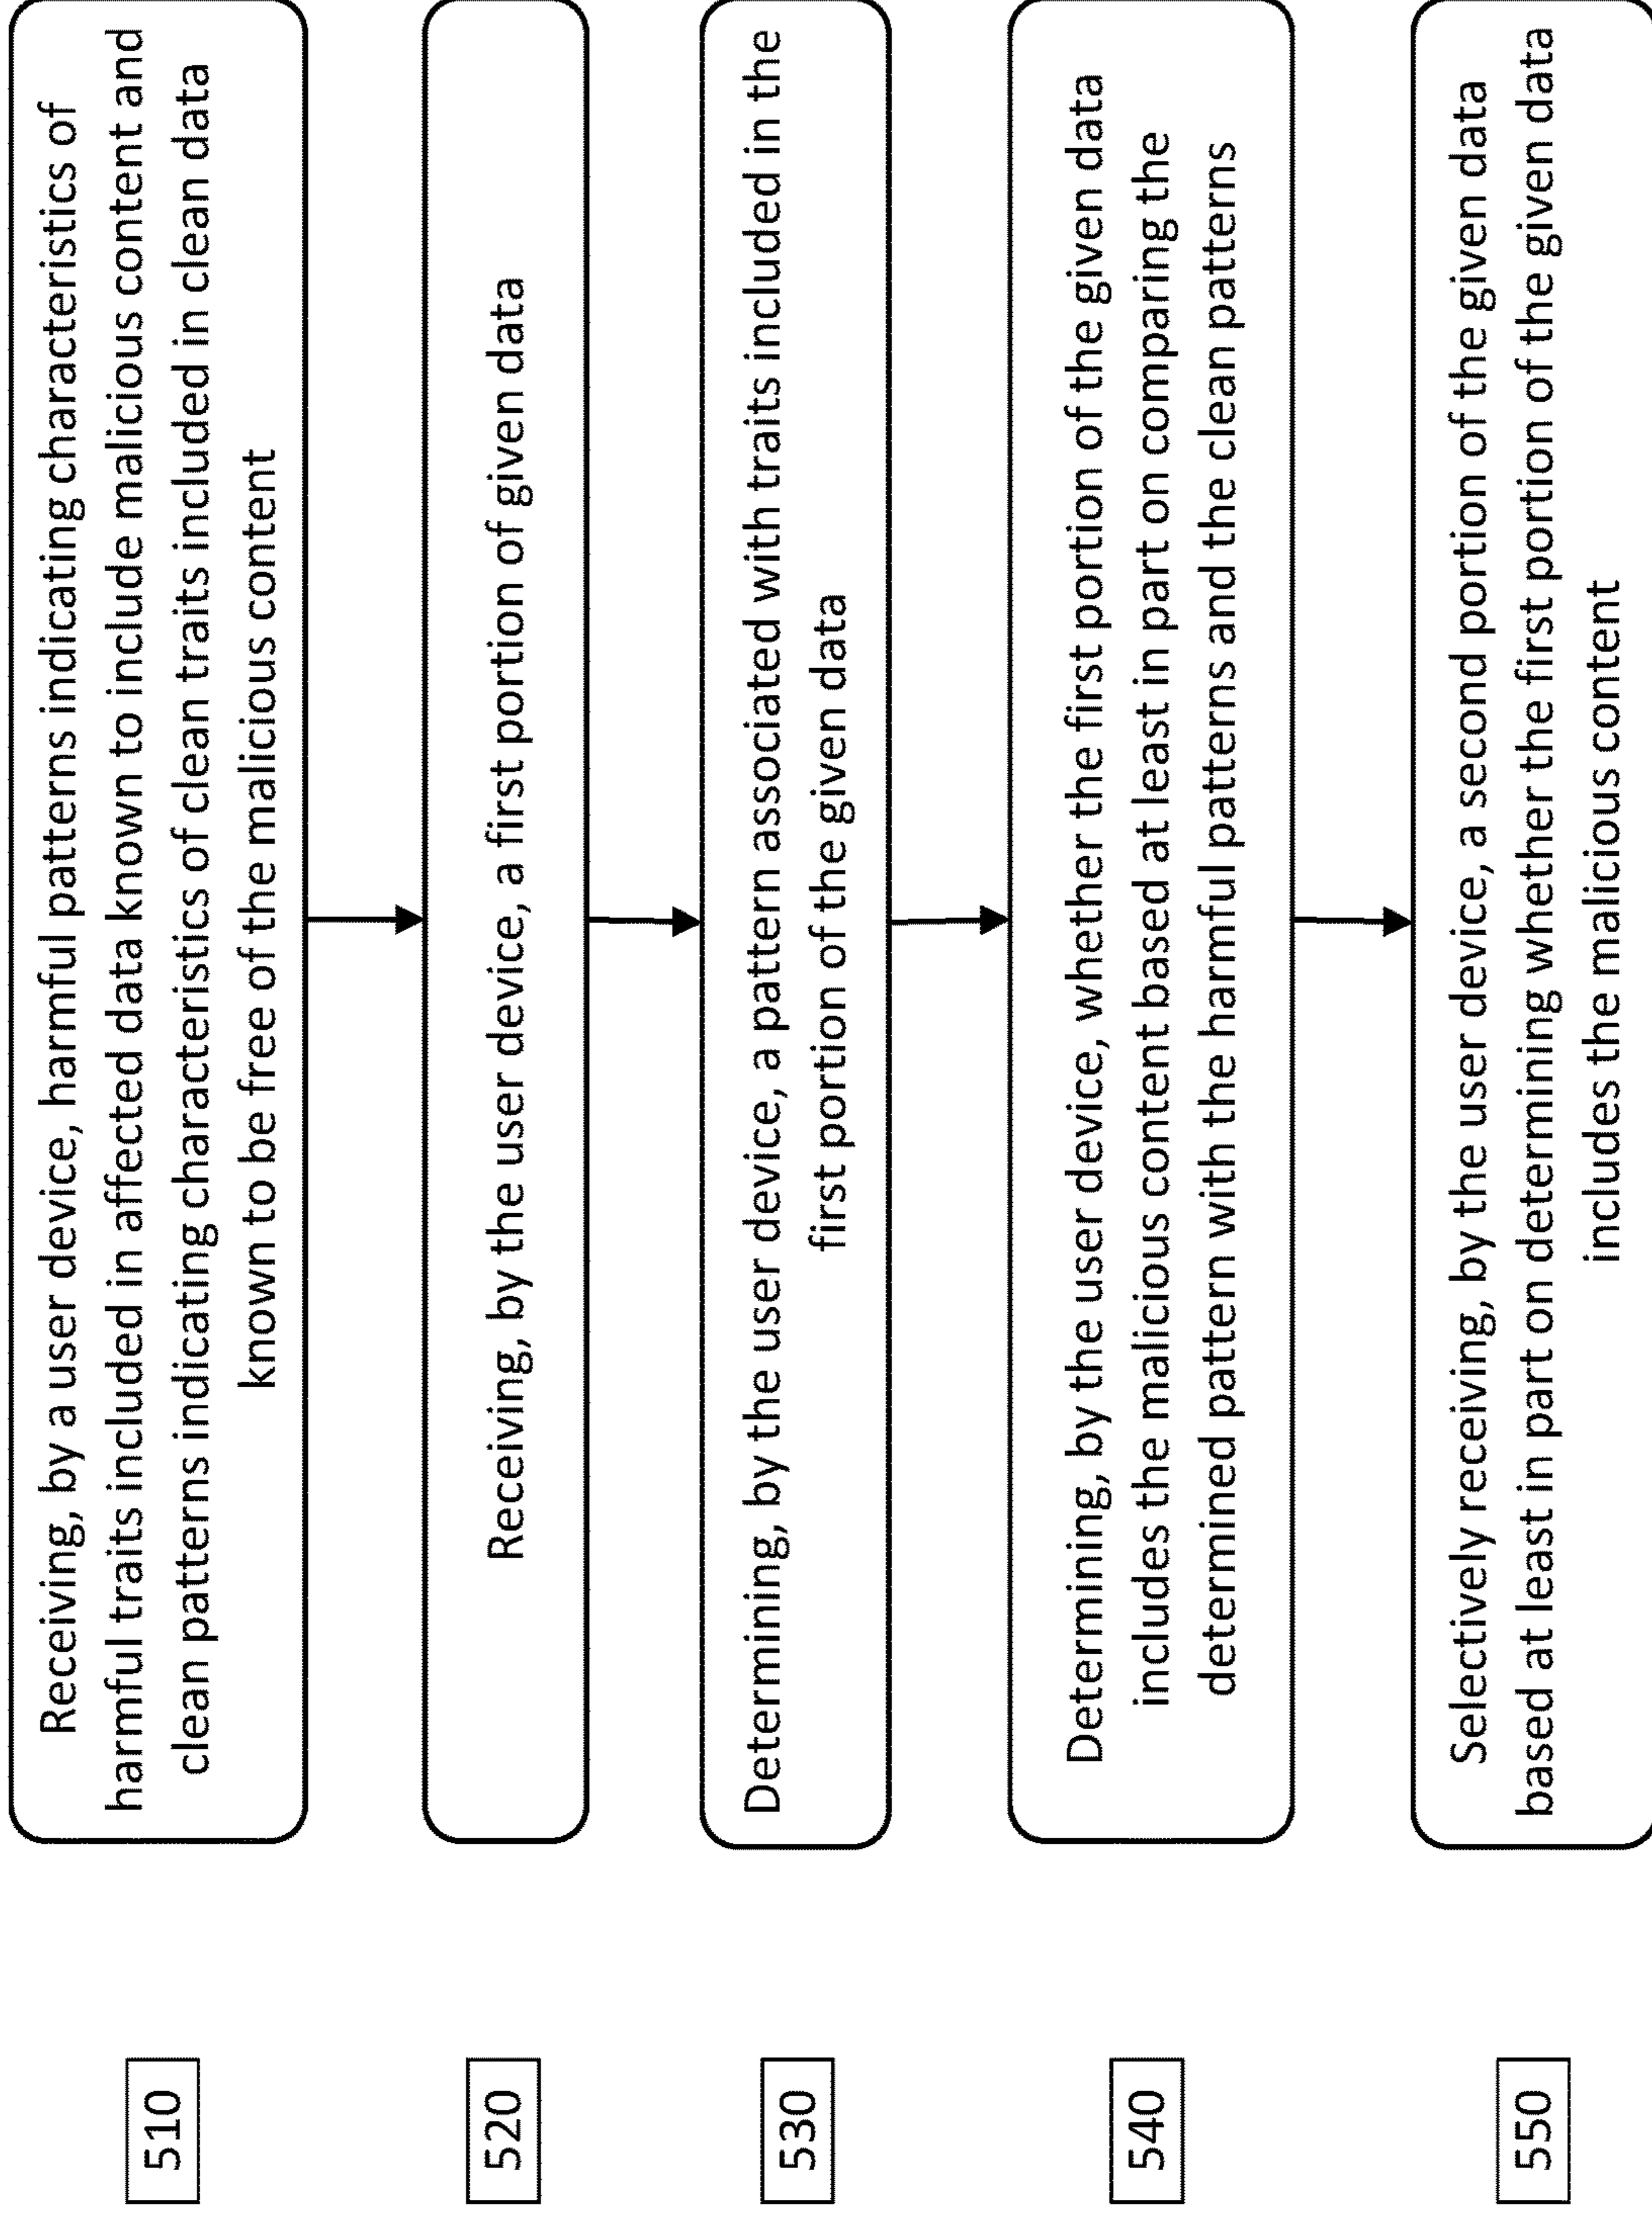 510
Receiving, by a user device, harmful patterns indicating characteristics of
harmful traits included in affected data known to include malicious content and
clean patterns indicating characteristics of clean traits included in clean data
known to be free of the malicious content
520
Receiving, by the user device, a first portion of given data
530
Determining, by the user device, a pattern associated with traits included in the
first portion of the given data
540
Determining, by the user device, whether the first portion of the given data
includes the malicious content based at least in part on comparing the
determined pattern with the harmful patterns and the clean patterns
550
Selectively receiving, by the user device, a second portion of the given data
based at least in part on determining whether the first portion of the given data
includes the malicious content